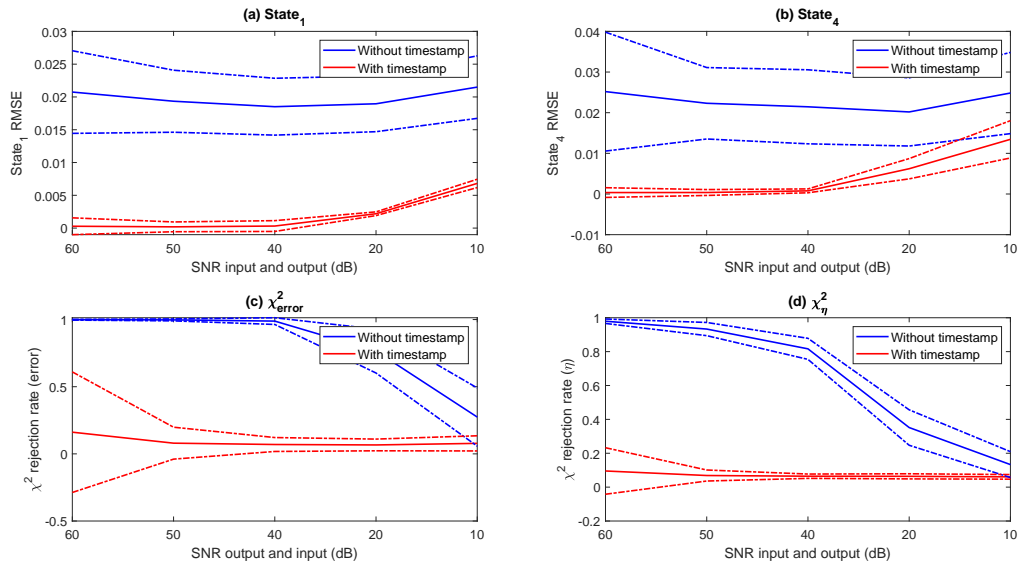 (a) State₁
0.03
0.025
0.02
0.015
0.01
0.005
0
State₁ RMSE
Without timestamp
With timestamp
60 50 40 20 10
SNR input and output (dB)
(b) State₄
0.04
0.03
0.02
0.01
0
-0.01
State₄ RMSE
Without timestamp
With timestamp
60 50 40 20 10
SNR input and output (dB)
(c) χ²error
1
0.5
0
-0.5
χ² rejection rate (error)
Without timestamp
With timestamp
60 50 40 20 10
SNR output and input (dB)
(d) χ²η
1
0.8
0.6
0.4
0.2
0
-0.2
χ² rejection rate (η)
Without timestamp
With timestamp
60 50 40 20 10
SNR input and output (dB)